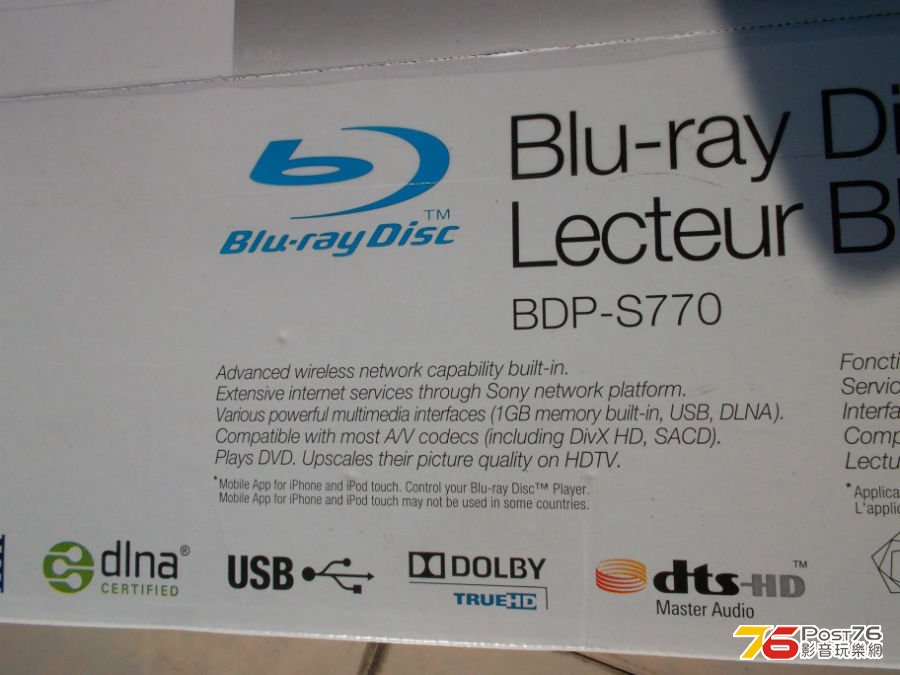 Blu-ray Di
Lecteur Bl
BDP-S770
TM
Blu-ray Disc
Advanced wireless network capability built-in.
Extensive internet services through Sony network platform.
Various powerful multimedia interfaces (1GB memory built-in, USB, DLNA).
Compatible with most A/V codecs (including DivX HD, SACD).
Plays DVD. Upscales their picture quality on HDTV.
*Mobile App for iPhone and iPod touch. Control your Blu-ray Disc™ Player.
Mobile App for iPhone and iPod touch may not be used in some countries.
Foncti
Servic
Interfa
Comp
Lectu
*Applica
L'applic
dlna®
CERTIFIED
USB
DOLBY
TRUEHD
dts-HD™
Master Audio
76 Post76
影音玩樂網